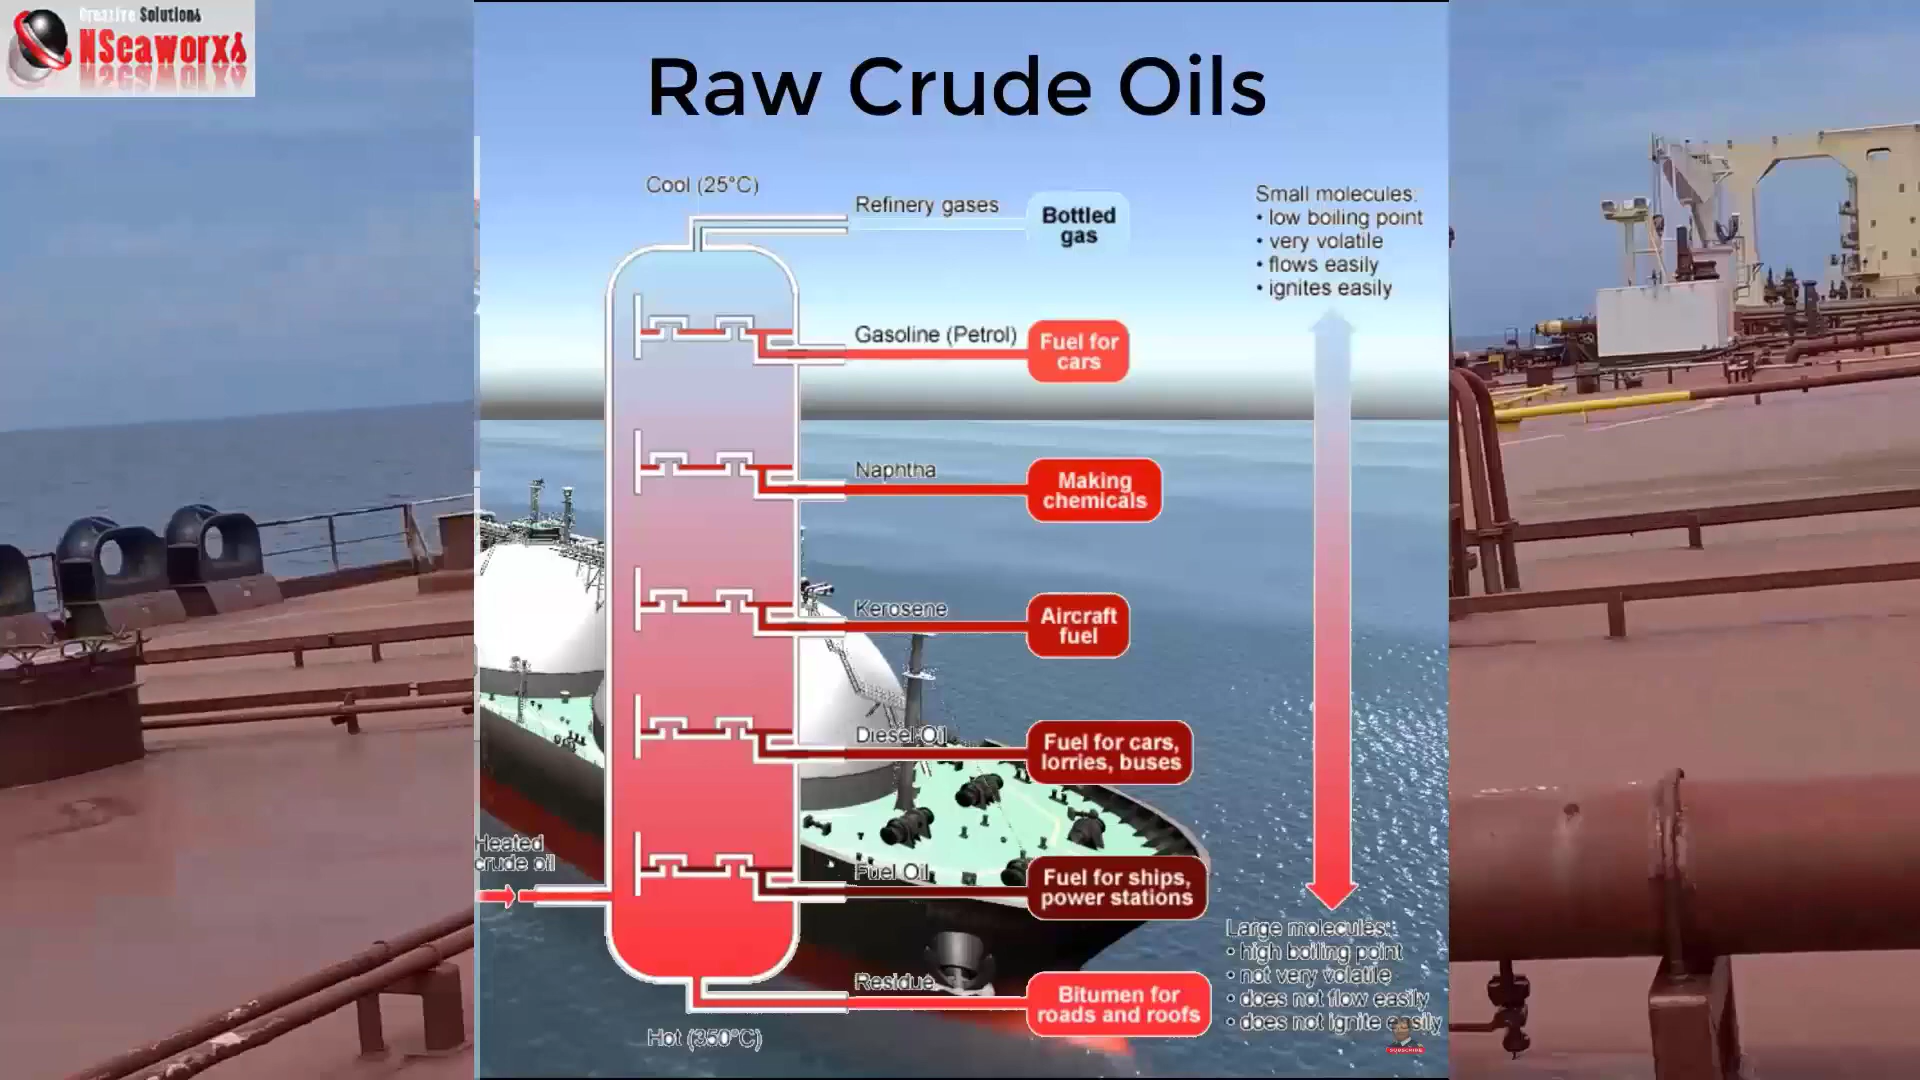 Creative Solutions
NSeaworxs
Raw Crude Oils
Cool (25°C)
Refinery gases
Bottled
gas
Gasoline (Petrol)
Fuel for
cars
Naphtha
Making
chemicals
Kerosene
Aircraft
fuel
Diesel Oil
Fuel for cars,
lorries, buses
Heated
crude oil
Fuel Oil
Fuel for ships,
power stations
Residue
Bitumen for
roads and roofs
Hot (350°C)
Small molecules:
• low boiling point
• very volatile
• flows easily
• ignites easily
Large molecules:
• high boiling point
• not very volatile
• does not flow easily
• does not ignite easily
SUBSCRIBE